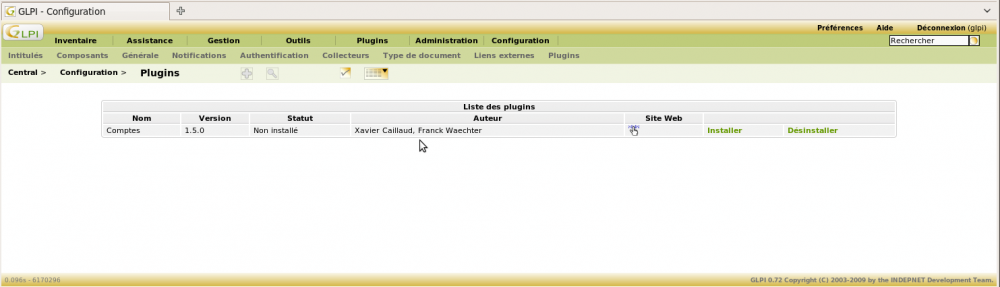 GLPI - Configuration
Préférences Aide Déconnexion (glpi)
GLPI
Inventaire Assistance Gestion Outils Plugins Administration Configuration Rechercher
Intitulés Composants Générale Notifications Authentification Collecteurs Type de document Liens externes Plugins
Central > Configuration > Plugins
Liste des plugins
Nom Version Statut Auteur Site Web
Comptes 1.5.0 Non installé Xavier Caillaud, Franck Waechter Installer Désinstaller
0.096s - 6170296 GLPI 0.72 Copyright (C) 2003-2009 by the INDEPNET Development Team.